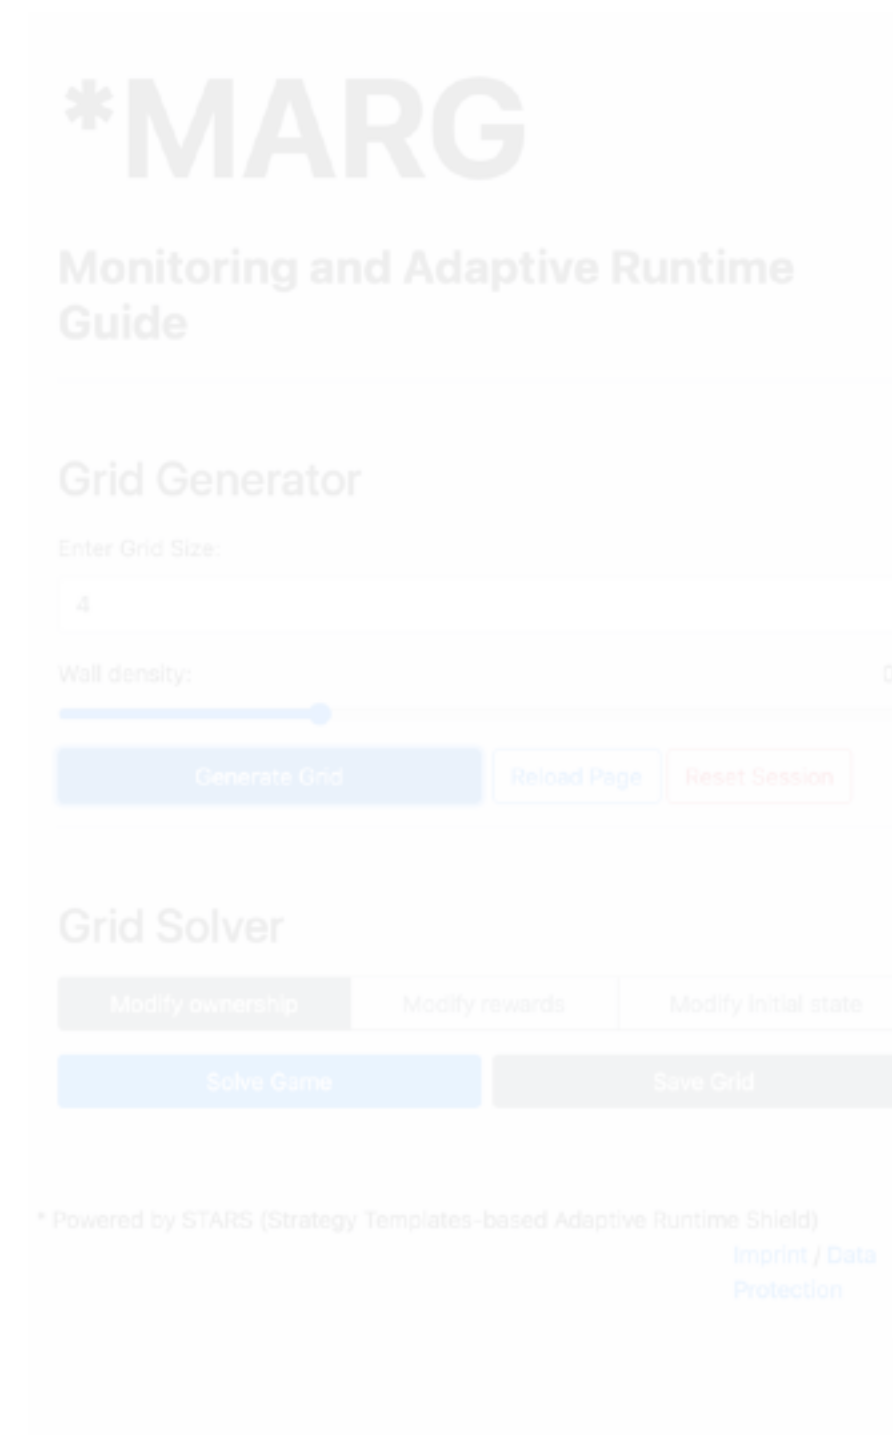 *MARG
Monitoring and Adaptive Runtime
Guide
Grid Generator
Enter Grid Size:
4
Wall density:
Generate Grid Reload Page Reset Session
Grid Solver
Modify ownership Modify rewards Modify initial state
Solve Game Save Grid
* Powered by STARS (Strategy Templates-based Adaptive Runtime Shield)
Imprint / Data
Protection